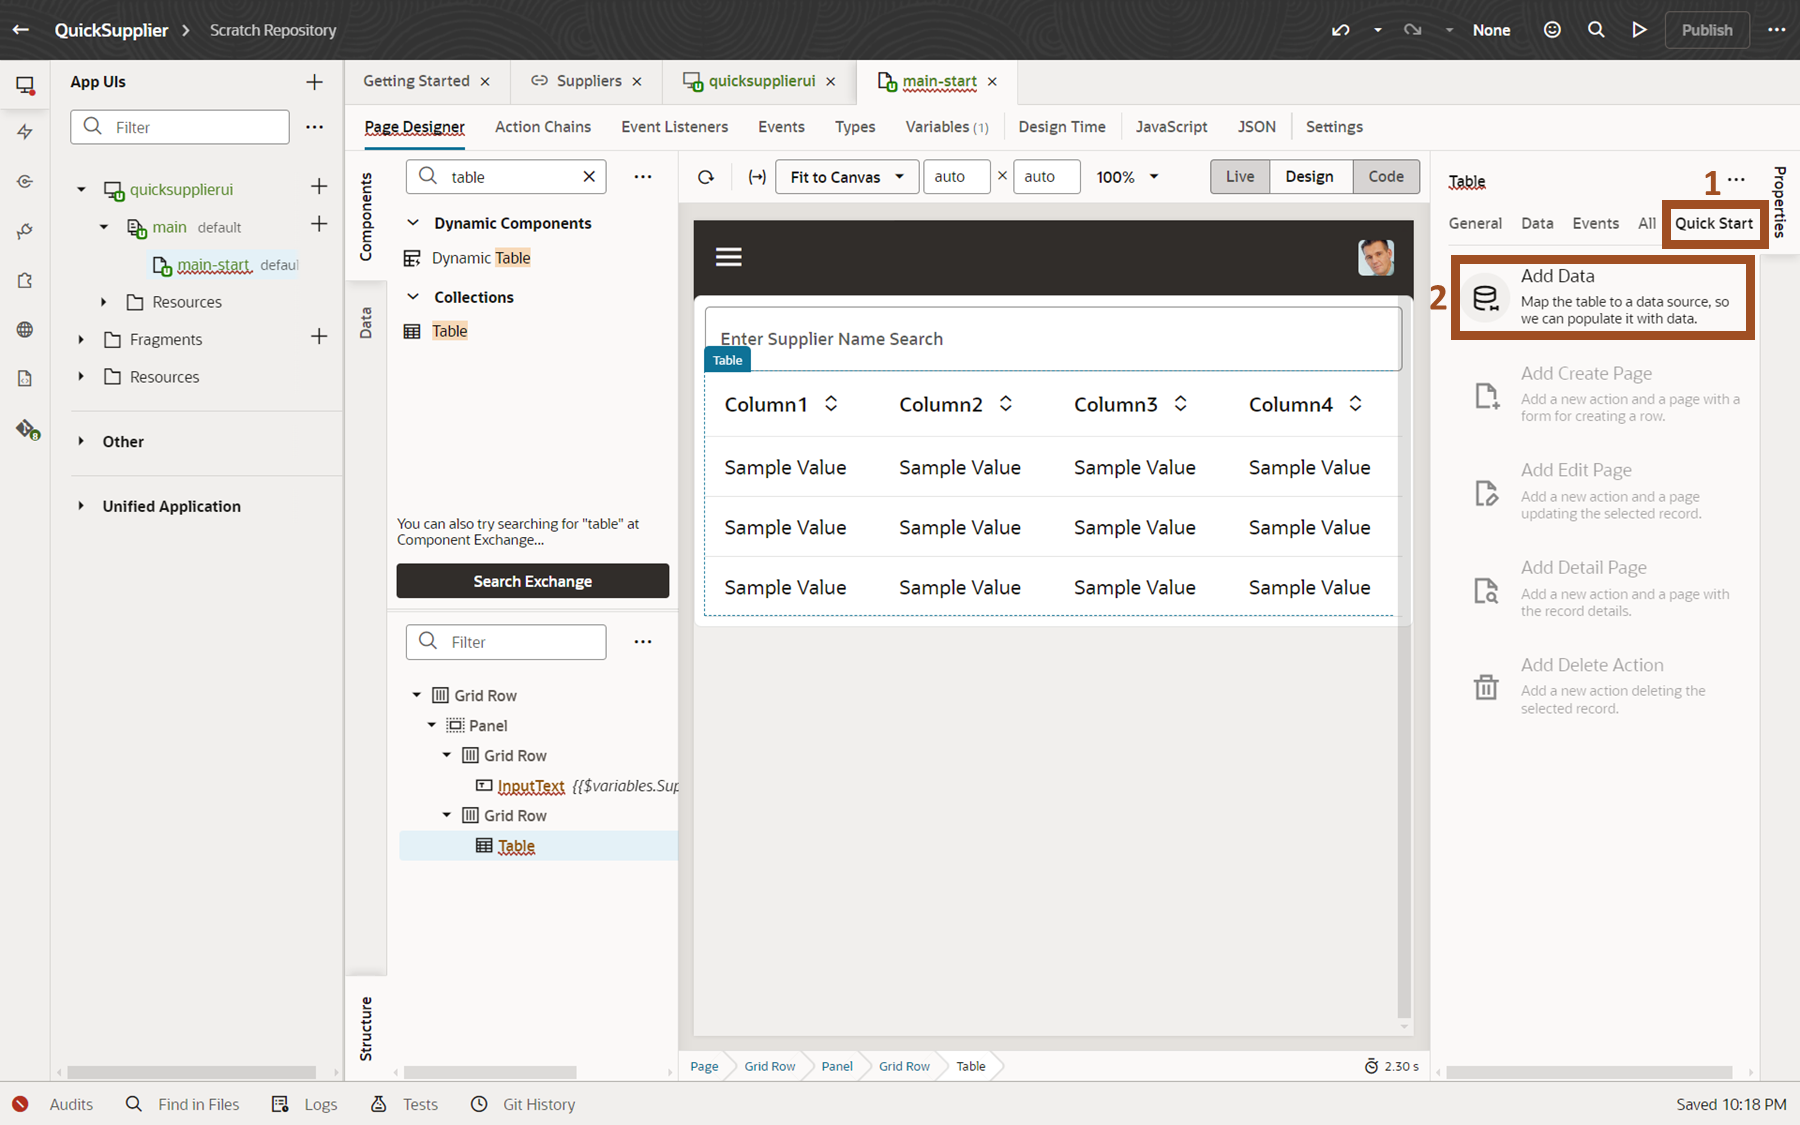 QuickSupplier
Scratch Repository
None
Publish
App UIs
Getting Started
Suppliers
quicksupplierui
main-start
Filter
Page Designer
Action Chains
Event Listeners
Events
Types
Variables (1)
Design Time
JavaScript
JSON
Settings
quicksupplierui
main default
main-start defaul
Resources
Fragments
Resources
Other
Unified Application
Components
Data
Structure
table
Dynamic Components
Dynamic Table
Collections
Table
You can also try searching for "table" at
Component Exchange...
Search Exchange
Filter
Grid Row
Panel
Grid Row
InputText {{$variables.Sup
Grid Row
Table
Fit to Canvas
auto × auto
100%
Live
Design
Code
Enter Supplier Name Search
Table
Column1 Column2 Column3 Column4
Sample Value Sample Value Sample Value Sample Value
Sample Value Sample Value Sample Value Sample Value
Sample Value Sample Value Sample Value Sample Value
Page
Grid Row
Panel
Grid Row
Table
2.30 s
Table
1
Properties
General
Data
Events
All
Quick Start
2
Add Data
Map the table to a data source, so
we can populate it with data.
Add Create Page
Add a new action and a page with a
form for creating a row.
Add Edit Page
Add a new action and a page
updating the selected record.
Add Detail Page
Add a new action and a page with
the record details.
Add Delete Action
Add a new action deleting the
selected record.
Audits
Find in Files
Logs
Tests
Git History
Saved 10:18 PM